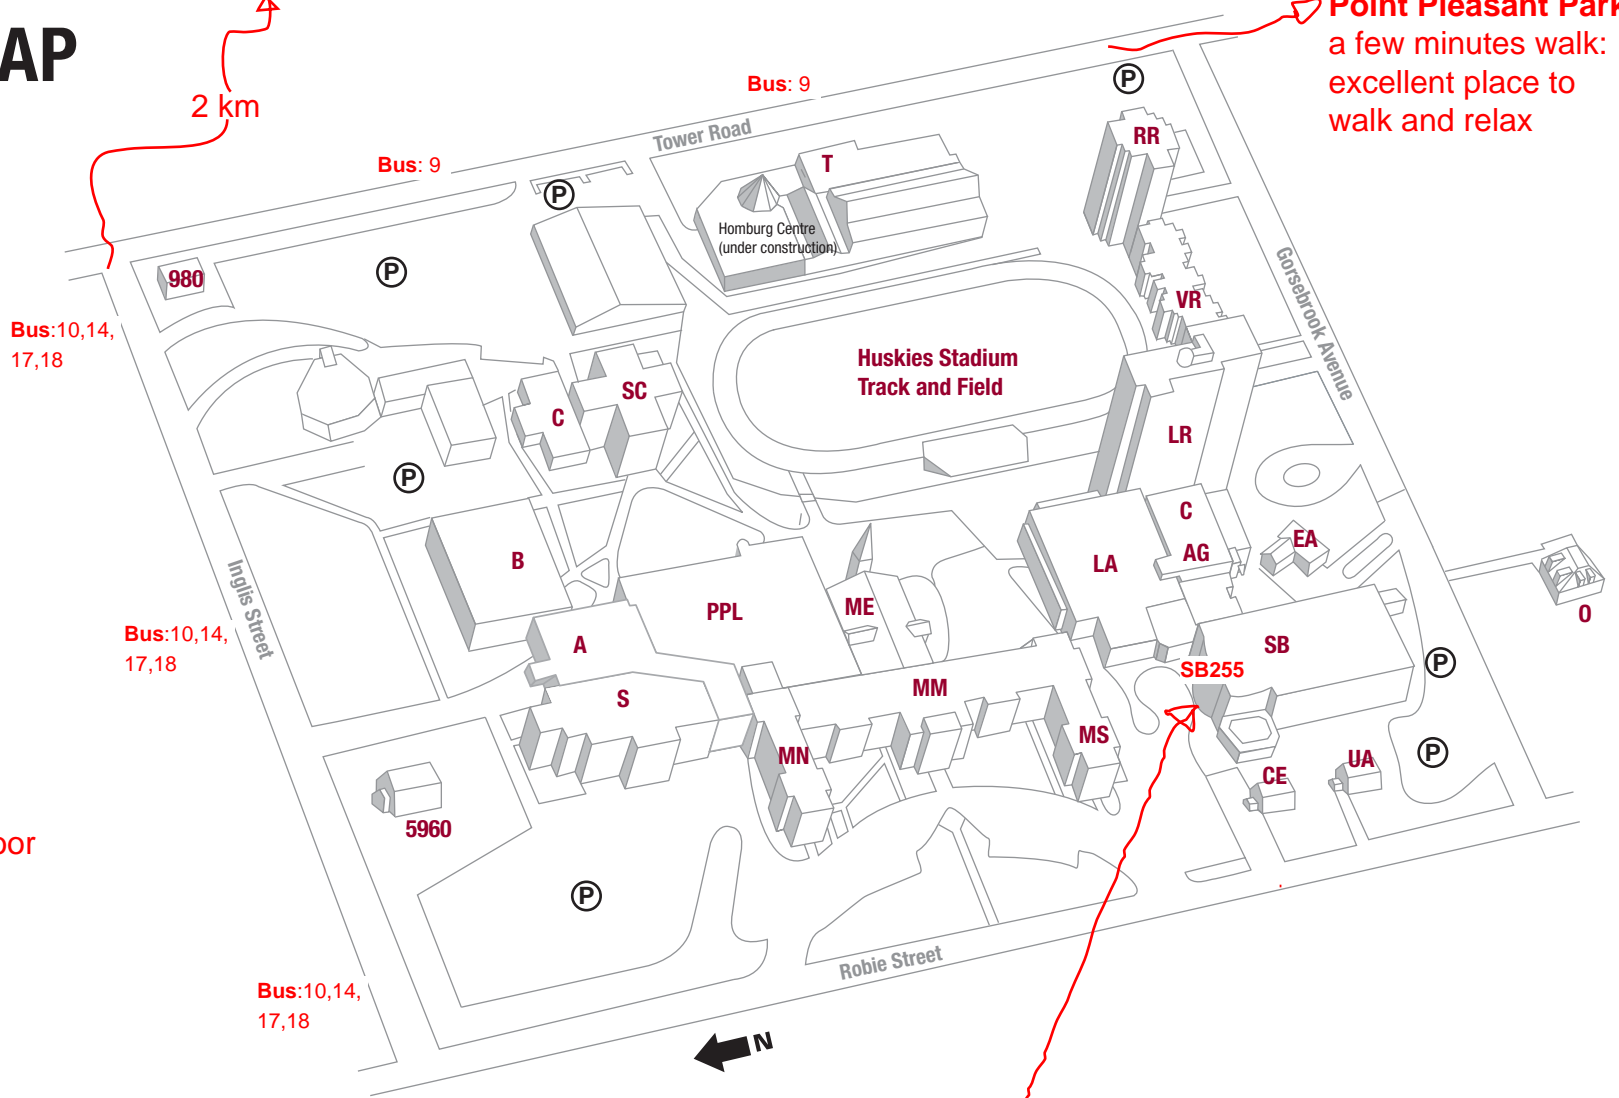 AP
Point Pleasant Park
a few minutes walk:
excellent place to
walk and relax
2 km
Bus: 9
Bus: 9
Tower Road
P
P
P
P
P
P
P
RR
T
Homburg Centre
(under construction)
980
VR
Gorsebrook Avenue
Bus:10,14,
17,18
Huskies Stadium
Track and Field
SC
C
LR
C
AG
EA
LA
B
Inglis Street
PPL
ME
O
Bus:10,14,
17,18
A
SB
SB255
S
MM
MN
MS
CE
UA
5960
oor
Robie Street
Bus:10,14,
17,18
N